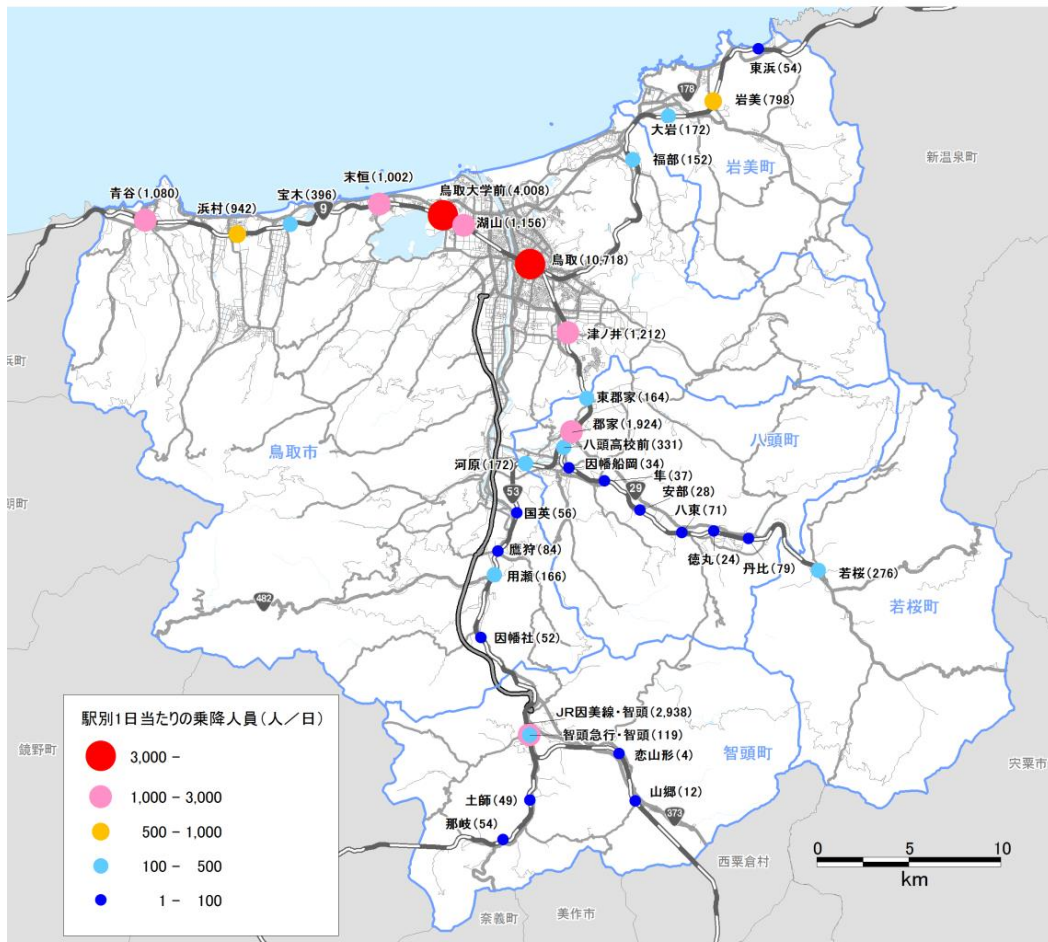 東浜(54)
178
岩美(798)
大岩(172)
福部(152)
岩美町
新温泉町
末恒(1,002)
青谷(1,080)
宝木(396)
鳥取大学前(4,008)
浜村(942)
9
湖山(1,156)
鳥取(10,718)
津ノ井(1,212)
浜町
東郡家(164)
郡家(1,924)
八頭町
八頭高校前(331)
鳥取市
河原(172)
因幡船岡(34)
隼(37)
53
29
安部(28)
朝町
国英(56)
八東(71)
鷹狩(84)
徳丸(24)
丹比(79)
若桜(276)
用瀬(166)
482
若桜町
因幡社(52)
駅別1日当たりの乗降人員(人/日)
3,000 -
1,000 - 3,000
500 - 1,000
100 - 500
1 - 100
JR因美線・智頭(2,938)
智頭急行・智頭(119)
智頭町
鏡野町
恋山形(4)
宍粟市
土師(49)
山郷(12)
373
那岐(54)
0 5 10
km
西粟倉村
美作市
奈義町